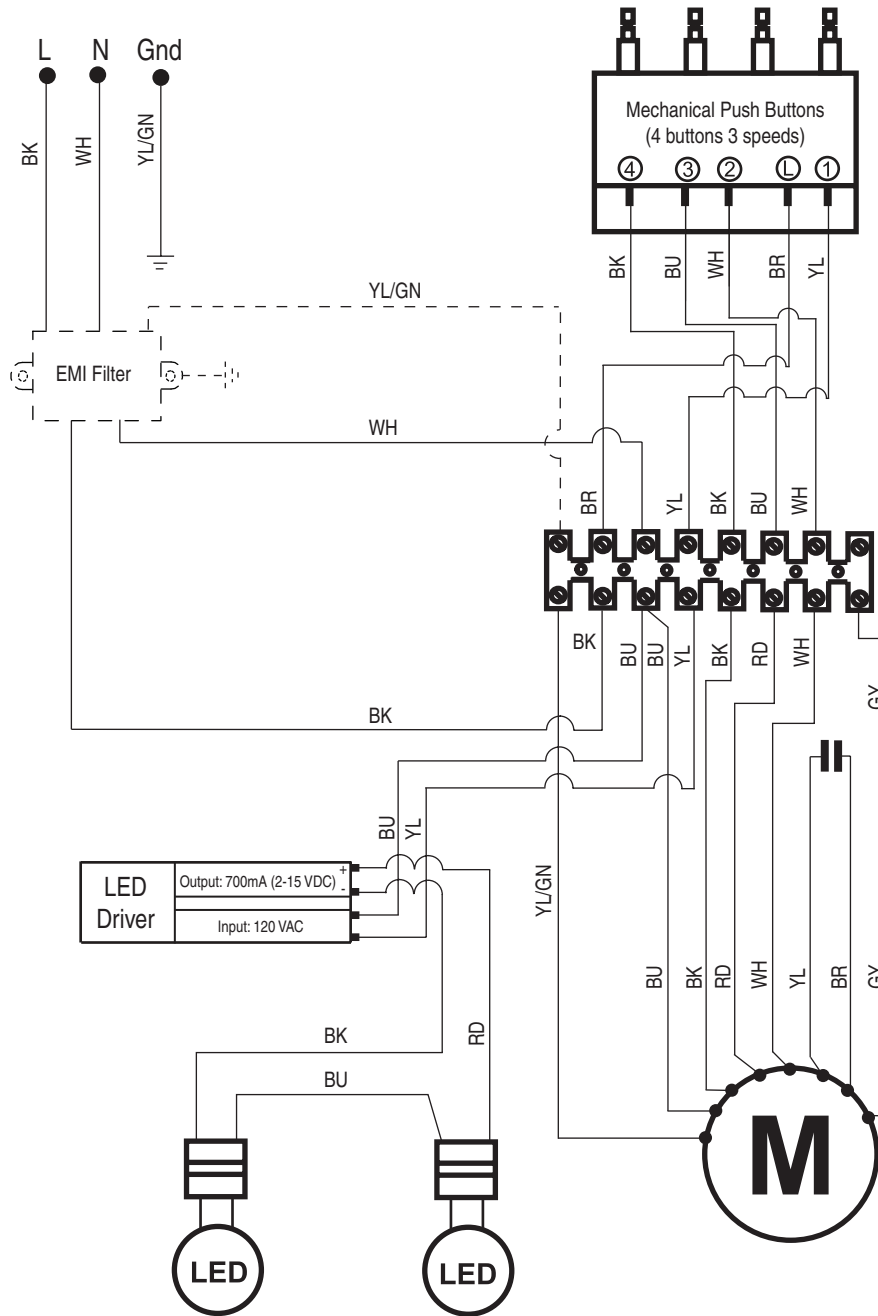 L N Gnd
BK WH YL/GN
Mechanical Push Buttons
(4 buttons 3 speeds)
4 3 2 L 1
BK BU WH BR YL
YL/GN
EMI Filter
WH
BR YL BK BU WH
BK BU BU YL BK RD WH
GY
BK
BU YL
LED
Driver
Output: 700mA (2-15 VDC)
+
-
Input: 120 VAC
YL/GN
BU BK RD WH YL BR GY
BK
RD
BU
M
LED LED